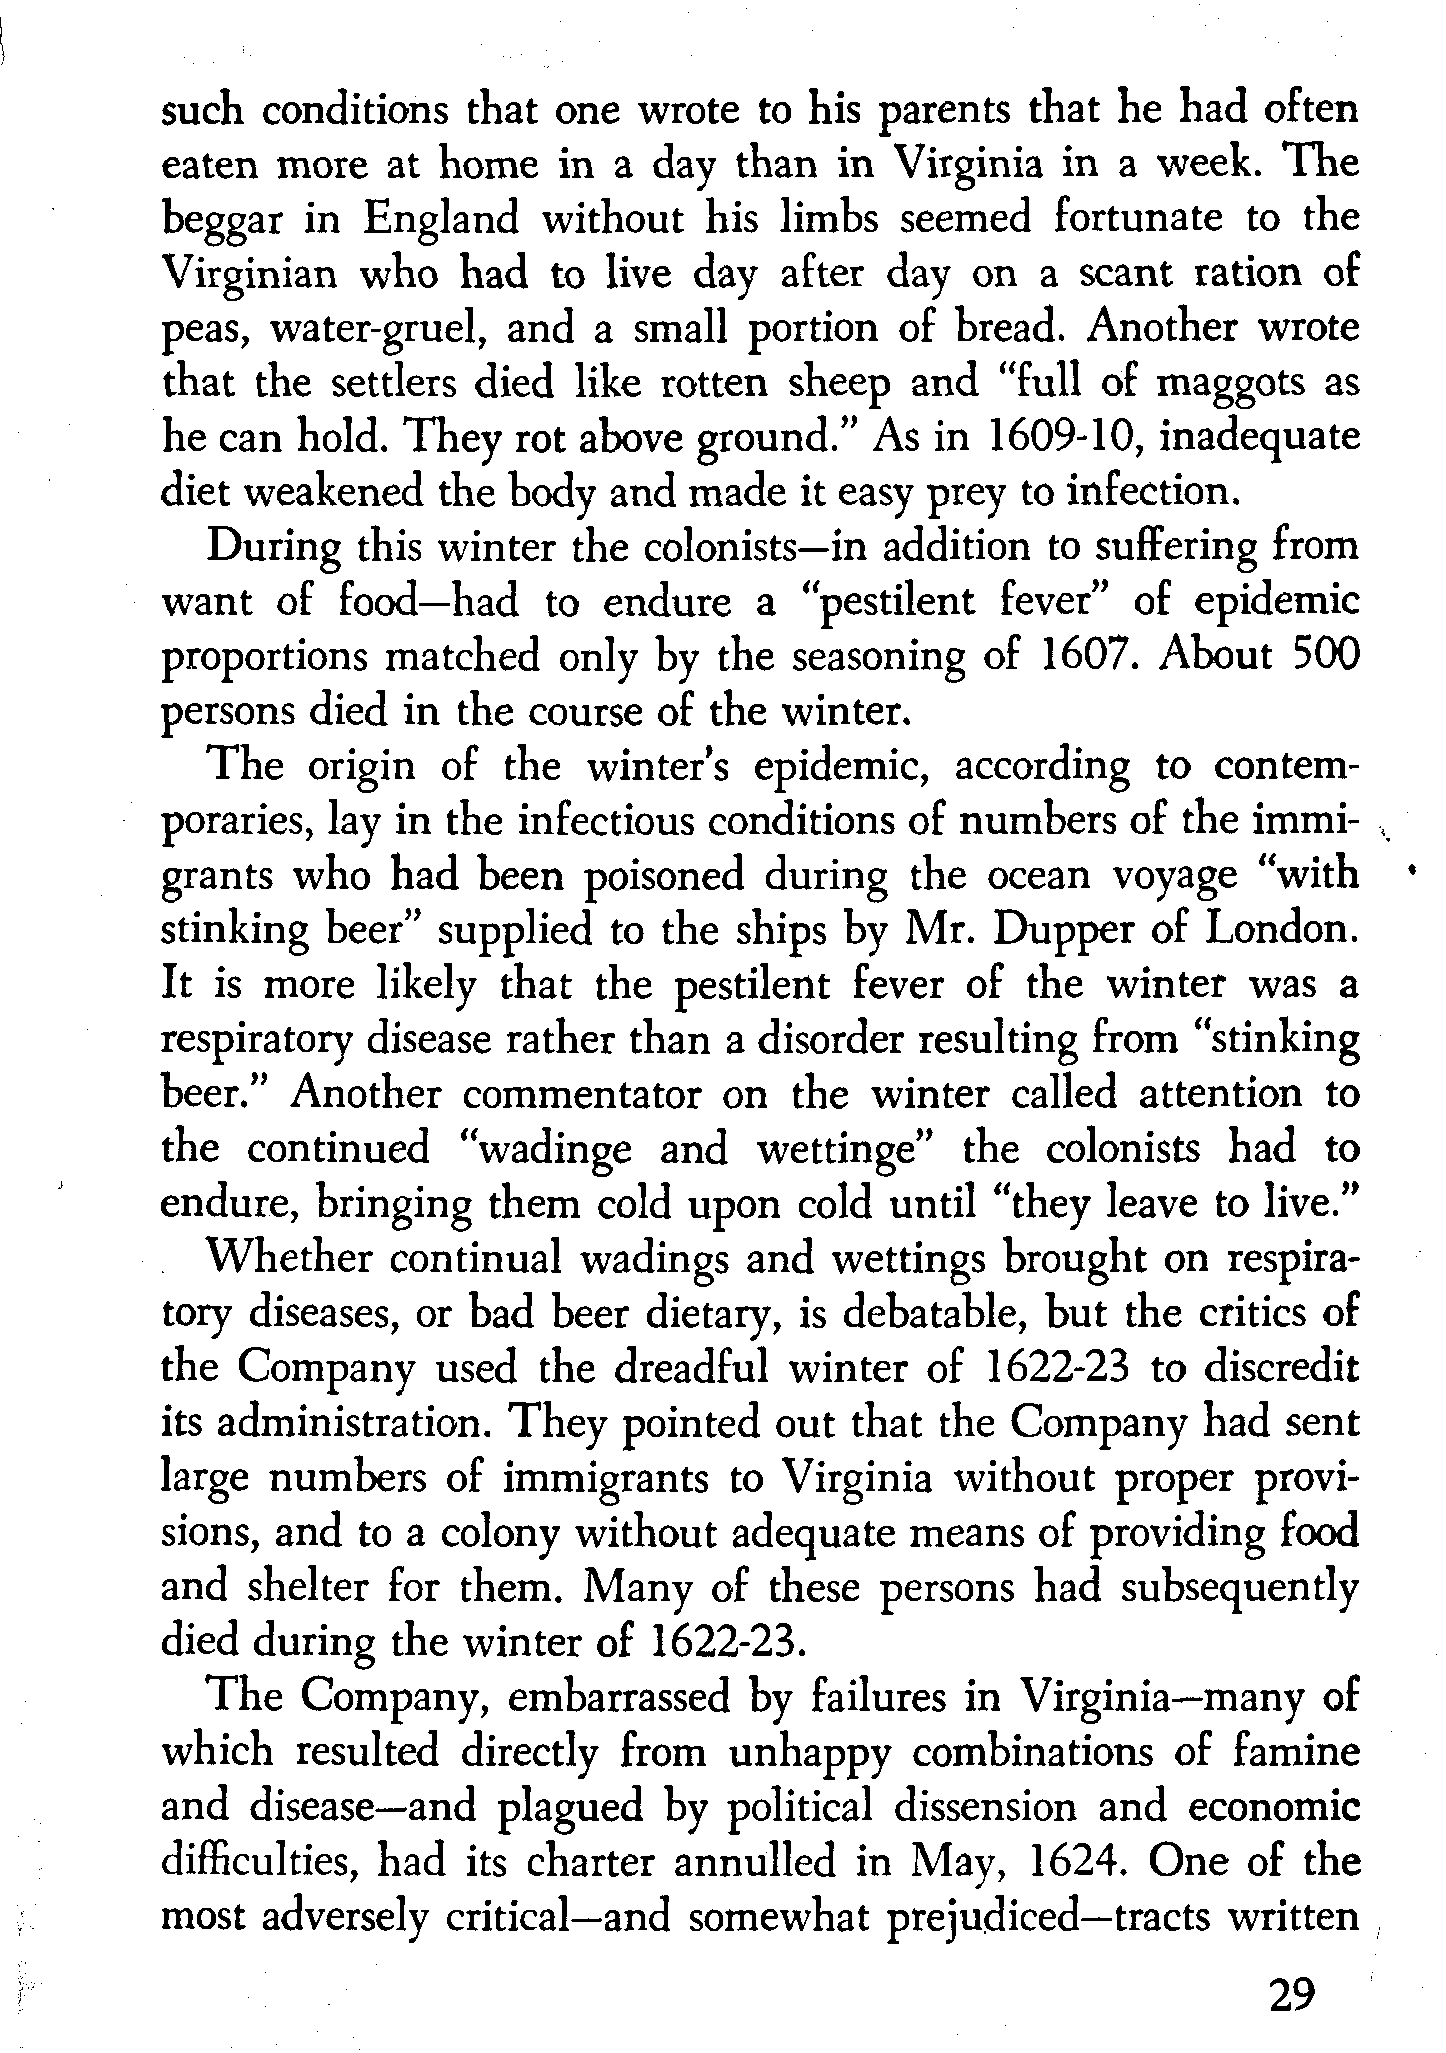 such conditions that one wrote to his parents that he had often
eaten more at home in a day than in Virginia in a week. The
beggar in England without his limbs seemed fortunate to the
Virginian who had to live day after day on a scant ration of
peas, water-gruel, and a small portion of bread. Another wrote
that the settlers died like rotten sheep and "full of maggots as
he can hold. They rot above ground." As in 1609-10, inadequate
diet weakened the body and made it easy prey to infection.
During this winter the colonists—in addition to suffering from
want of food—had to endure a "pestilent fever" of epidemic
proportions matched only by the seasoning of 1607. About 500
persons died in the course of the winter.
The origin of the winter's epidemic, according to contem-
poraries, lay in the infectious conditions of numbers of the immi-
grants who had been poisoned during the ocean voyage "with
stinking beer" supplied to the ships by Mr. Dupper of London.
It is more likely that the pestilent fever of the winter was a
respiratory disease rather than a disorder resulting from "stinking
beer." Another commentator on the winter called attention to
the continued "wadinge and wettinge" the colonists had to
endure, bringing them cold upon cold until "they leave to live."
Whether continual wadings and wettings brought on respira-
tory diseases, or bad beer dietary, is debatable, but the critics of
the Company used the dreadful winter of 1622-23 to discredit
its administration. They pointed out that the Company had sent
large numbers of immigrants to Virginia without proper provi-
sions, and to a colony without adequate means of providing food
and shelter for them. Many of these persons had subsequently
died during the winter of 1622-23.
The Company, embarrassed by failures in Virginia—many of
which resulted directly from unhappy combinations of famine
and disease—and plagued by political dissension and economic
difficulties, had its charter annulled in May, 1624. One of the
most adversely critical—and somewhat prejudiced—tracts written
29